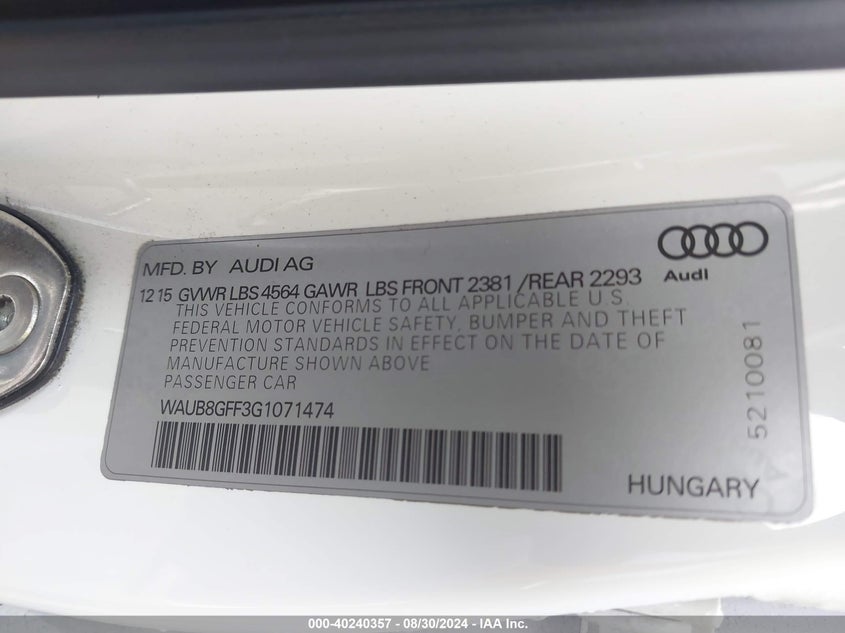 MFD. BY AUDI AG
Audi
12 15 GVWR LBS 4564 GAWR LBS FRONT 2381 /REAR 2293
THIS VEHICLE CONFORMS TO ALL APPLICABLE U.S.
FEDERAL MOTOR VEHICLE SAFETY, BUMPER AND THEFT
PREVENTION STANDARDS IN EFFECT ON THE DATE OF
MANUFACTURE SHOWN ABOVE
PASSENGER CAR
WAUB8GFF3G1071474
5210081
HUNGARY
000-40240357 - 08/30/2024 - IAA Inc.